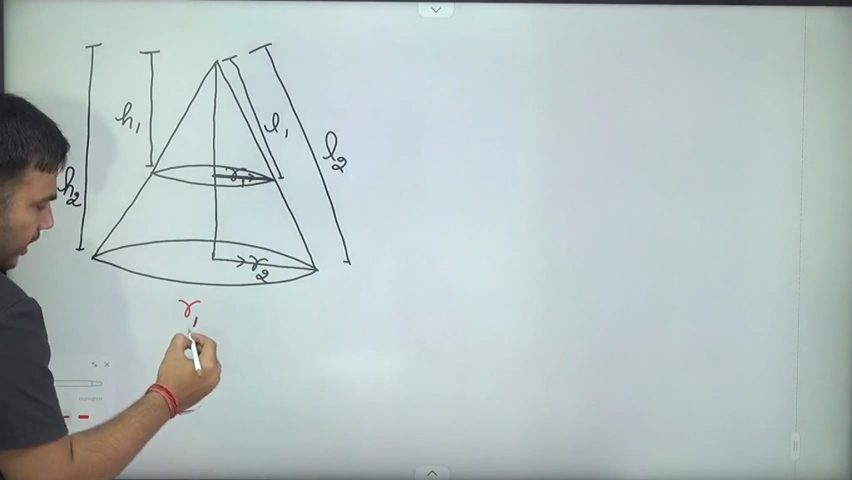 h₁
l₁
l₂
r₁
h₂
r₂
r₁